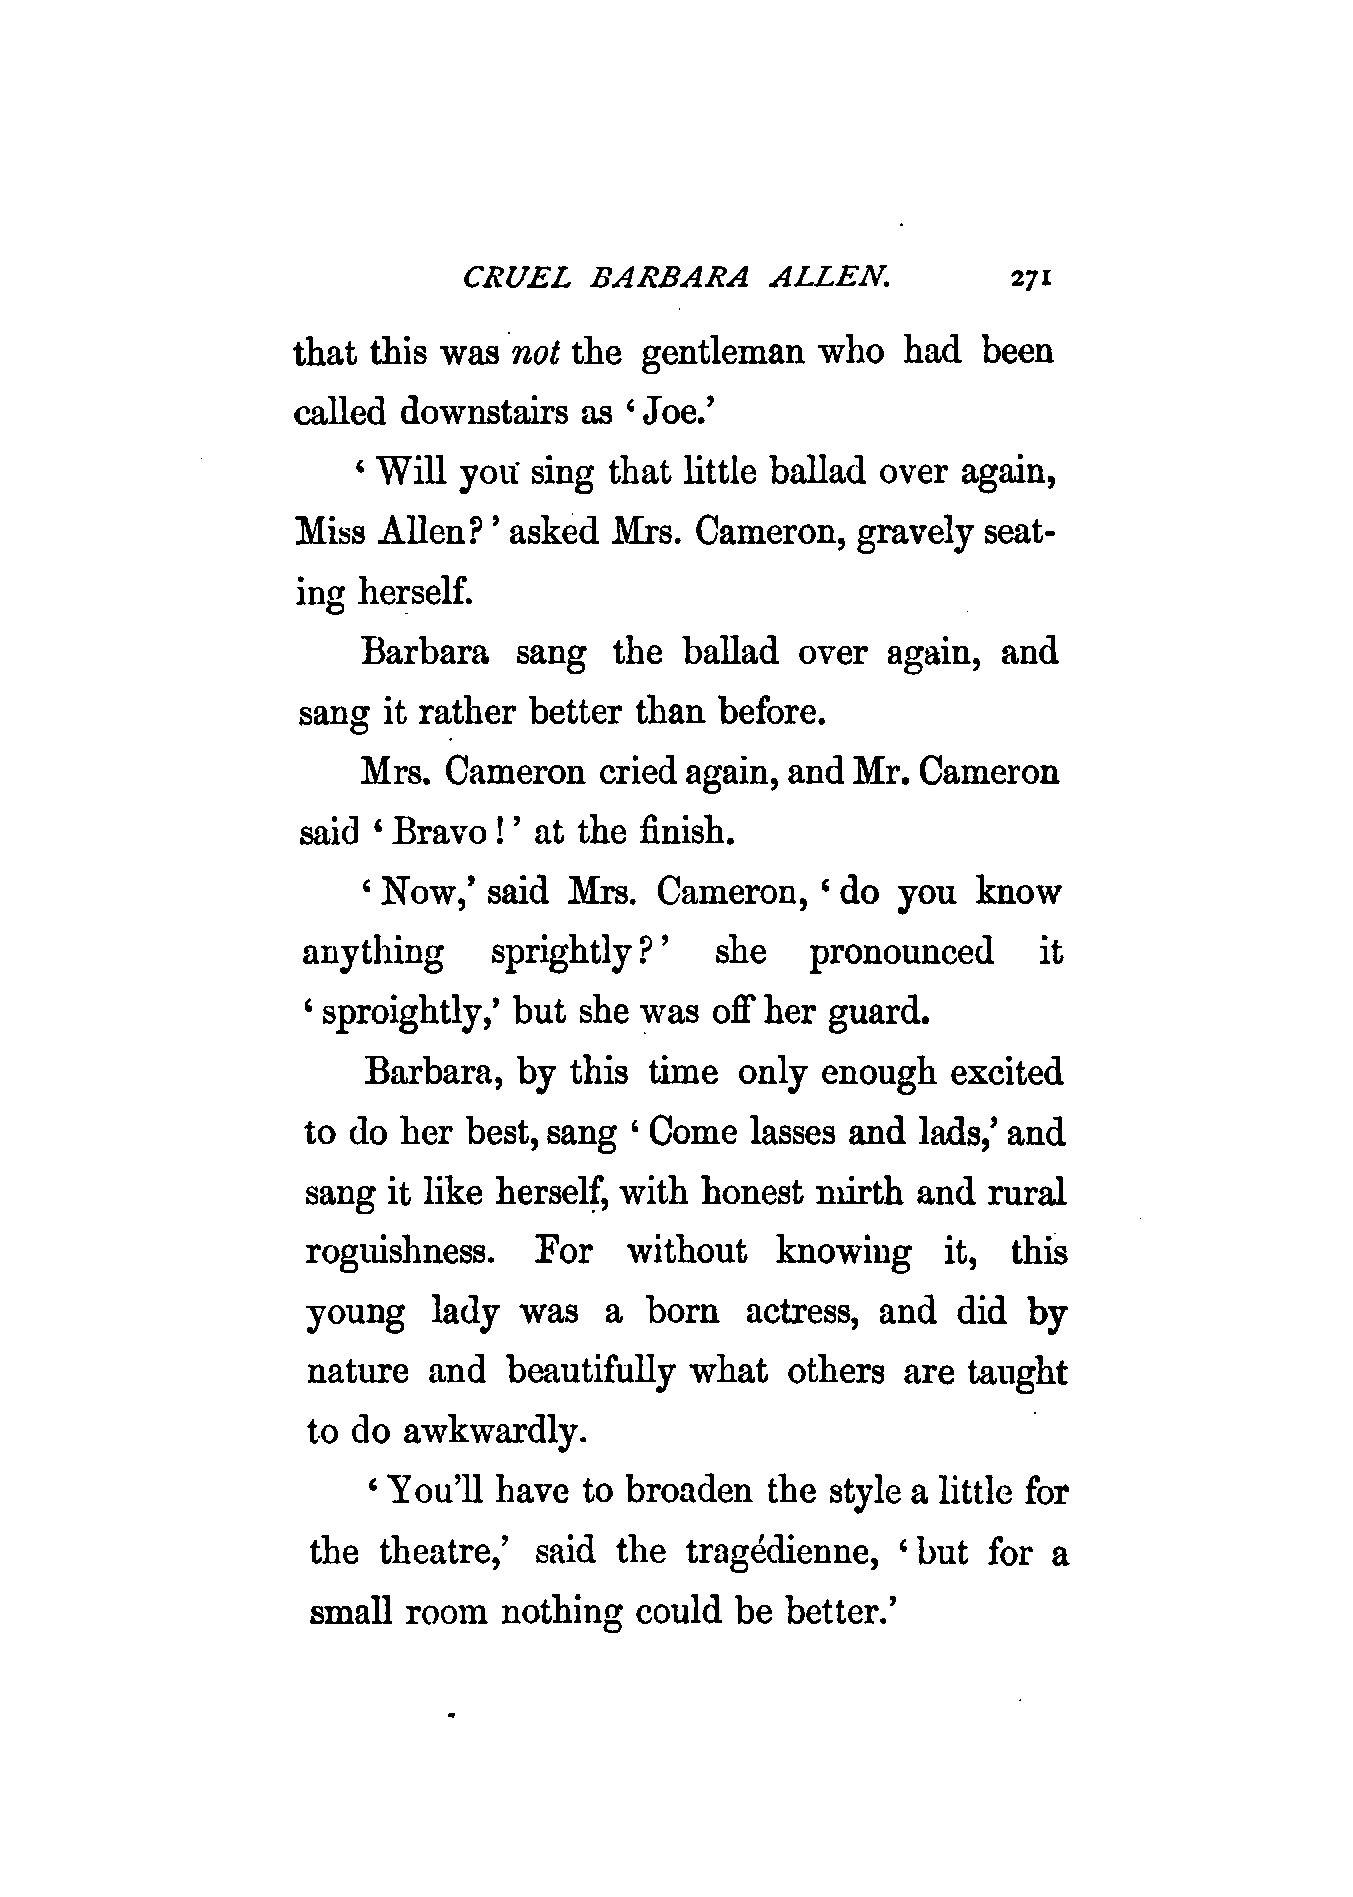 CRUEL BARBARA ALLEN. 271
that this was not the gentleman who had been
called downstairs as ‘Joe.’
‘Will you sing that little ballad over again,
Miss Allen?’ asked Mrs. Cameron, gravely seat-
ing herself.
Barbara sang the ballad over again, and
sang it rather better than before.
Mrs. Cameron cried again, and Mr. Cameron
said ‘Bravo!’ at the finish.
‘Now,’ said Mrs. Cameron, ‘do you know
anything sprightly?’ she pronounced it
‘sproightly,’ but she was off her guard.
Barbara, by this time only enough excited
to do her best, sang ‘Come lasses and lads,’ and
sang it like herself, with honest mirth and rural
roguishness. For without knowing it, this
young lady was a born actress, and did by
nature and beautifully what others are taught
to do awkwardly.
‘You’ll have to broaden the style a little for
the theatre,’ said the tragédienne, ‘but for a
small room nothing could be better.’